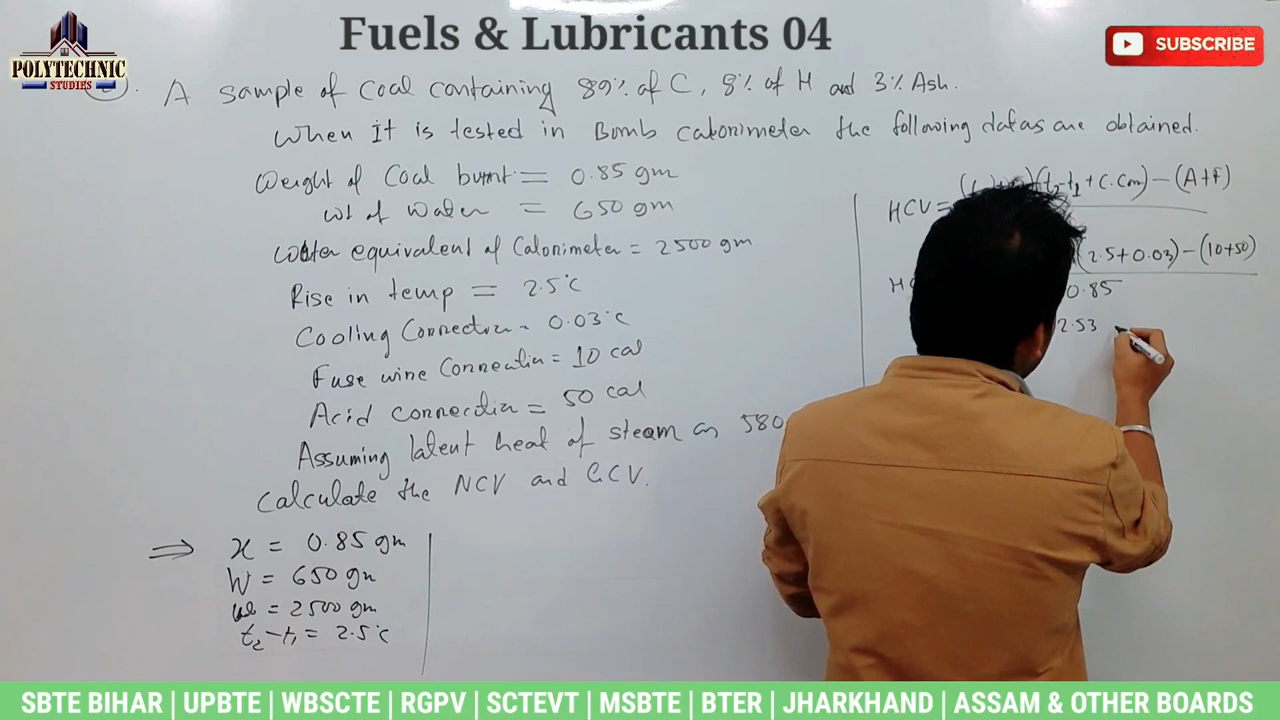 Fuels & Lubricants 04
SUBSCRIBE
POLYTECHNIC
STUDIES
A sample of Coal containing 89% of C, 8% of H and 3% Ash.
When It is tested in Bomb calorimeter the following datas are obtained.
Weight of Coal burnt = 0.85 gm
wt of Water = 650 gm
Water equivalent of Calorimeter = 2500 gm
Rise in temp = 2.5°C
Cooling Connection = 0.03°C
Fuse wire Connection = 10 cal
Acid connection = 50 cal
Assuming latent heat of steam as 580
Calculate the NCV and GCV.
⇒ x = 0.85 gm
W = 650 gm
= 2500 gm
t₂-t₁ = 2.5°C
HCV = t₂-t₁ + C.Con) - (A+F)
(2.5+0.03) - (10+50)
0.85
2.53
SBTE BIHAR | UPBTE | WBSCTE | RGPV | SCTEVT | MSBTE | BTER | JHARKHAND | ASSAM & OTHER BOARDS